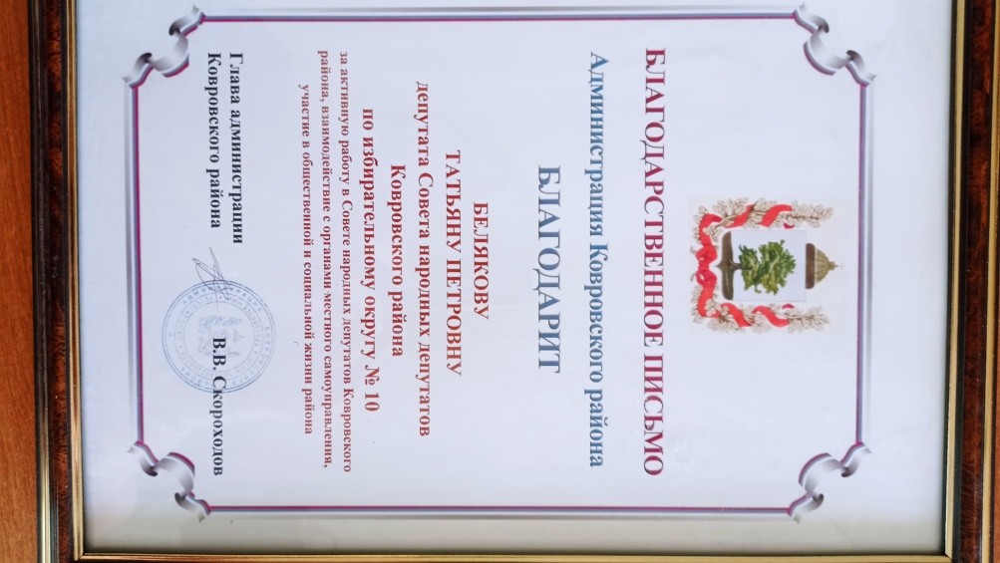 БЛАГОДАРСТВЕННОЕ ПИСЬМО
Администрация Ковровского района
БЛАГОДАРИТ
БЕЛЯКОВУ
ТАТЬЯНУ ПЕТРОВНУ
депутата Совета народных депутатов
Ковровского района
по избирательному округу № 10
за активную работу в Совете народных депутатов Ковровского
района, взаимодействие с органами местного самоуправления,
участие в общественной и социальной жизни района
Глава администрации
Ковровского района В.В. Скороходов